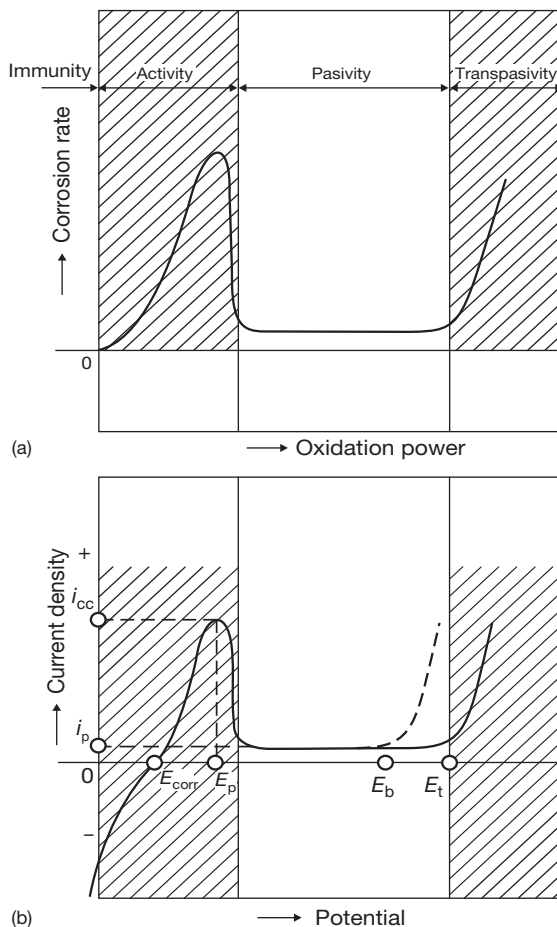 Immunity
Activity
Pasivity
Transpasivity
Corrosion rate
0
(a)
Oxidation power
+
i_cc
Current density
i_p
0
E_corr
E_p
E_b
E_t
−
(b)
Potential